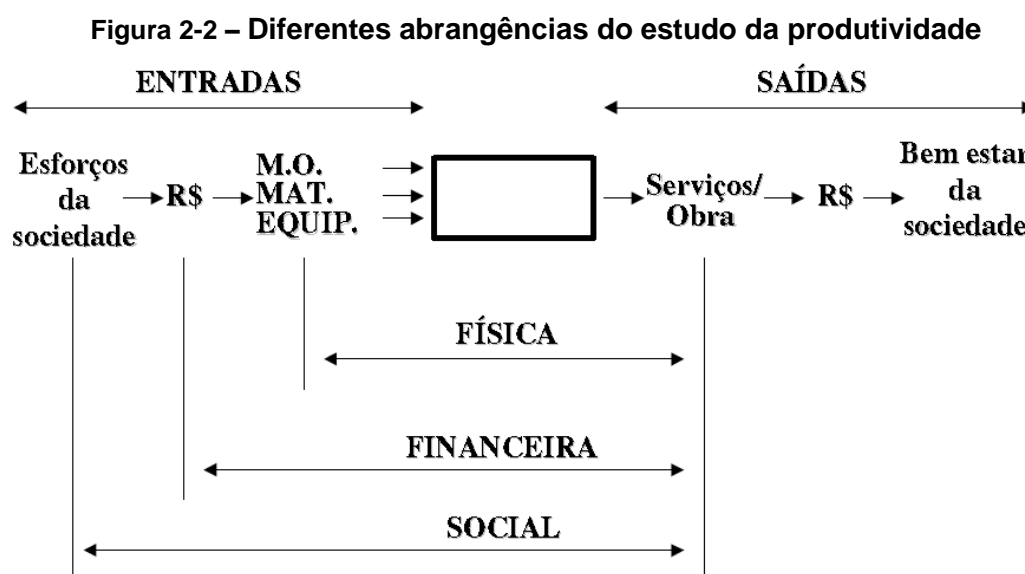 Figura 2-2 – Diferentes abrangências do estudo da produtividade
ENTRADAS
SAÍDAS
Esforços
da
sociedade
R$
M.O.
MAT.
EQUIP.
Serviços/
Obra
R$
Bem estar
da
sociedade
FÍSICA
FINANCEIRA
SOCIAL